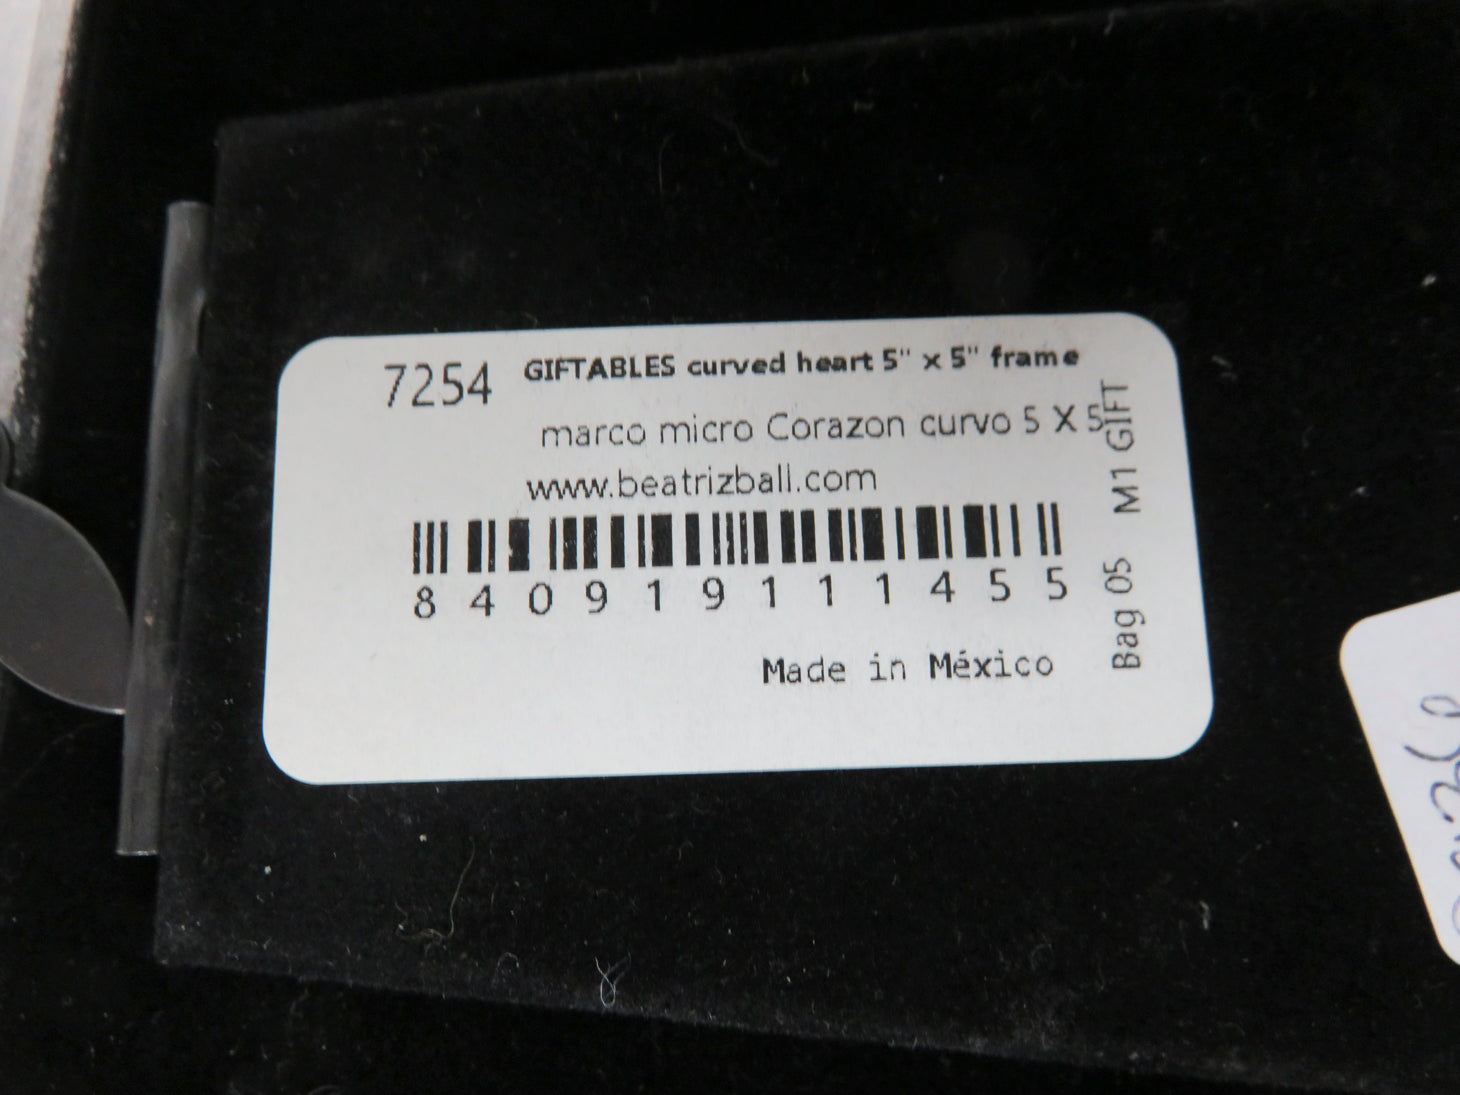 7254 GIFTABLES curved heart 5" x 5" frame
marco micro Corazon curvo 5 X 5
www.beatrizball.com
840919111455
Made in México
Bag 05 M1 GIFT